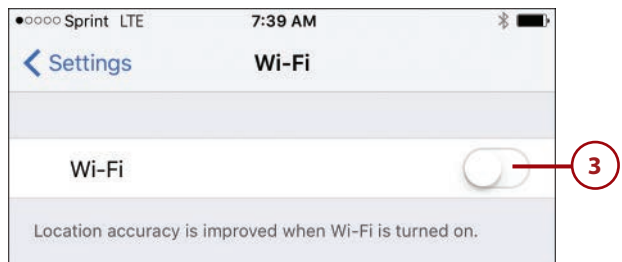 Sprint LTE 7:39 AM
Settings Wi-Fi
Wi-Fi 3
Location accuracy is improved when Wi-Fi is turned on.